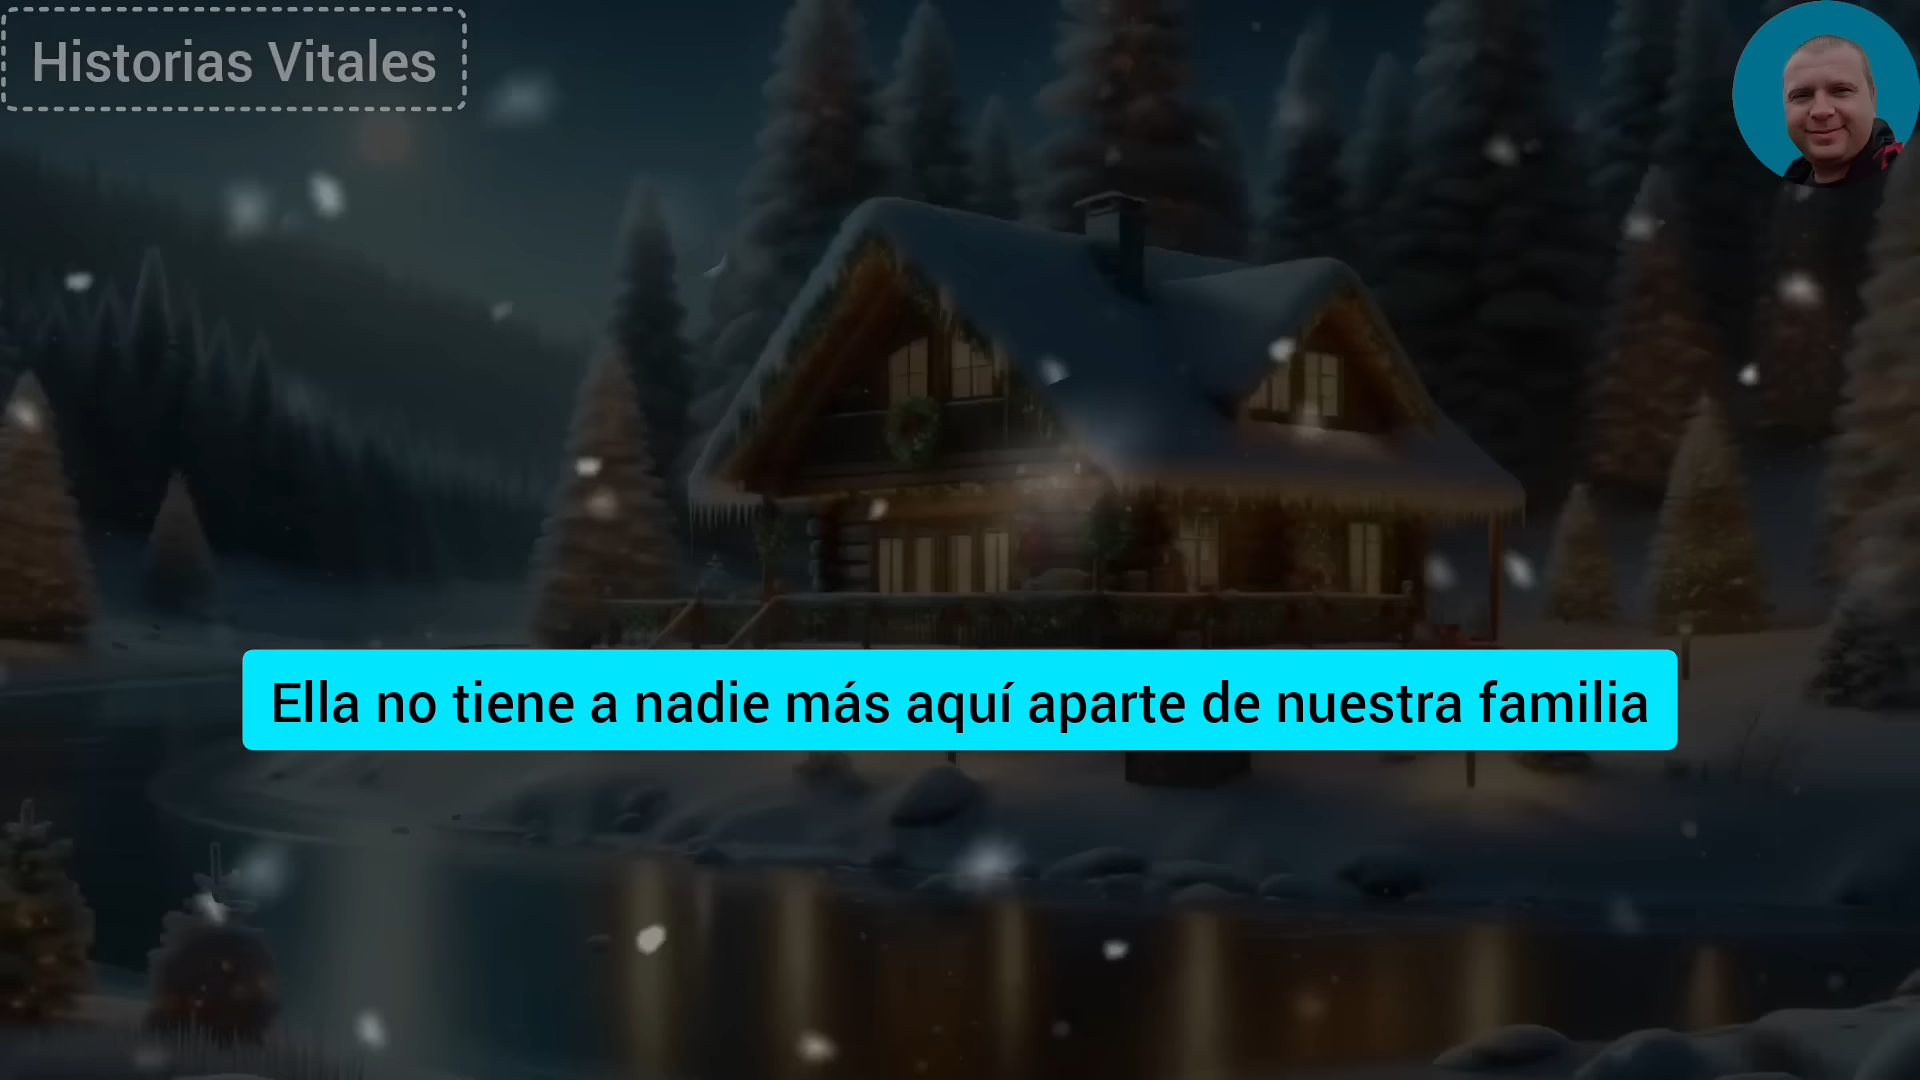 Historias Vitales
Ella no tiene a nadie más aquí aparte de nuestra familia